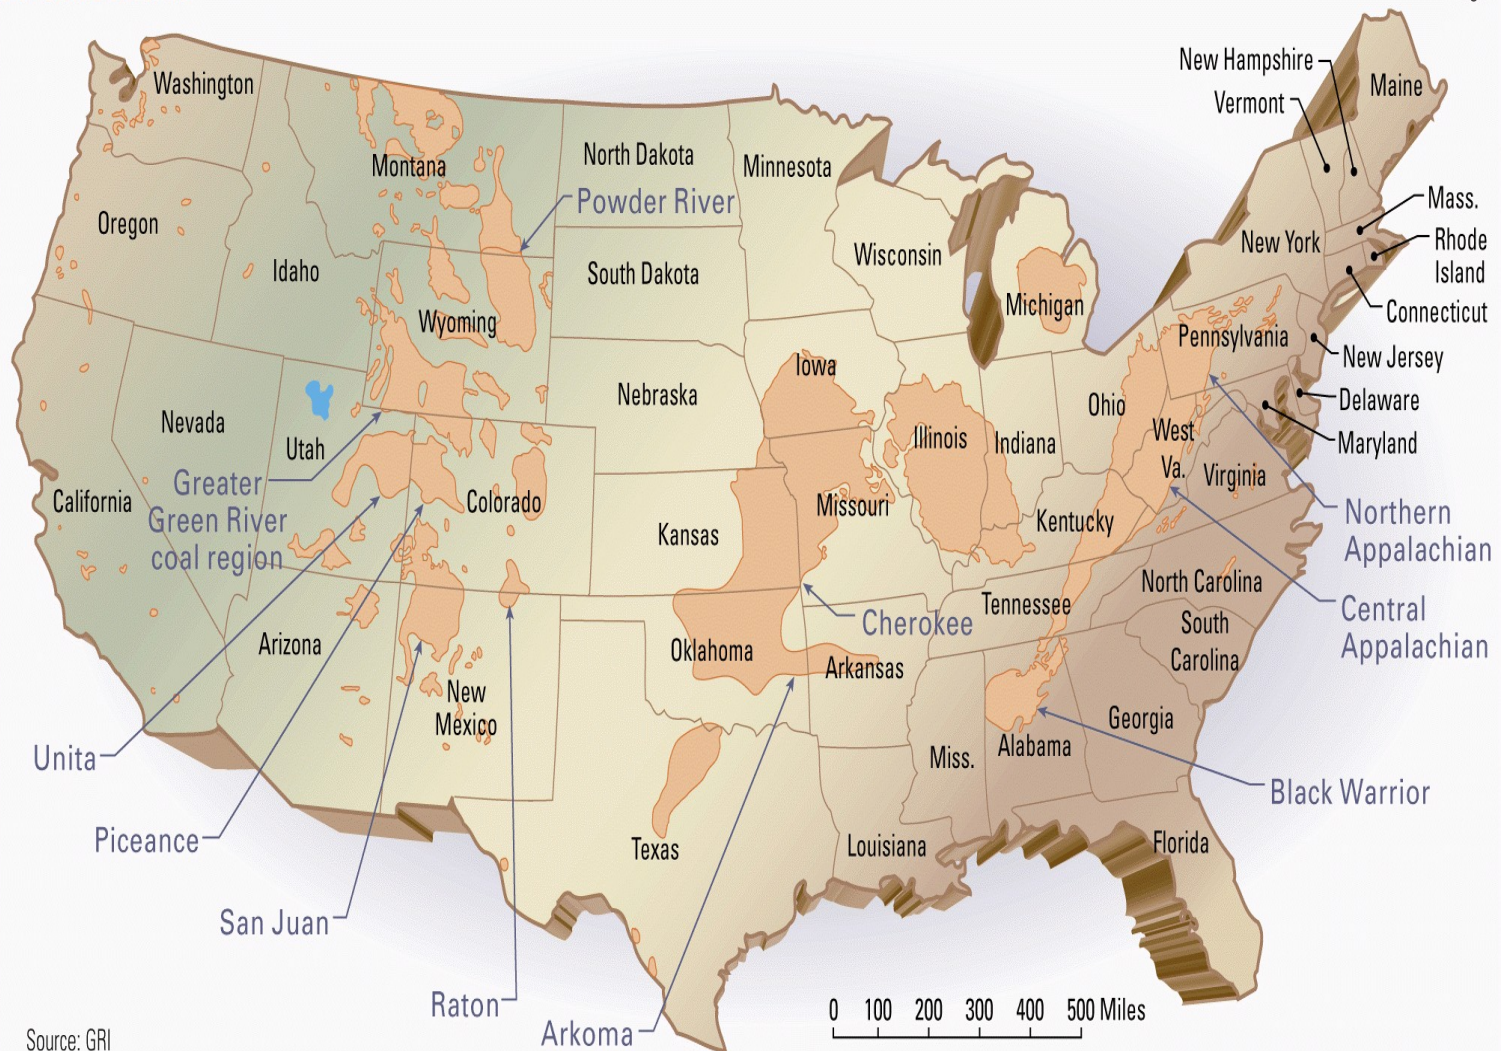 New Hampshire
Vermont
Maine
Washington
Montana
North Dakota
Minnesota
Powder River
Mass.
Oregon
Idaho
South Dakota
Wisconsin
New York
Rhode
Island
Wyoming
Michigan
Connecticut
Pennsylvania
New Jersey
Iowa
Nebraska
Nevada
Utah
Ohio
Delaware
Illinois
Indiana
West
Va.
Maryland
Greater
Green River
coal region
California
Colorado
Kansas
Missouri
Kentucky
Virginia
Northern
Appalachian
North Carolina
Tennessee
Cherokee
South
Carolina
Central
Appalachian
Arizona
Oklahoma
Arkansas
New
Mexico
Georgia
Alabama
Miss.
Unita
Black Warrior
Piceance
Texas
Louisiana
Florida
San Juan
Raton
Arkoma
0 100 200 300 400 500 Miles
Source: GRI